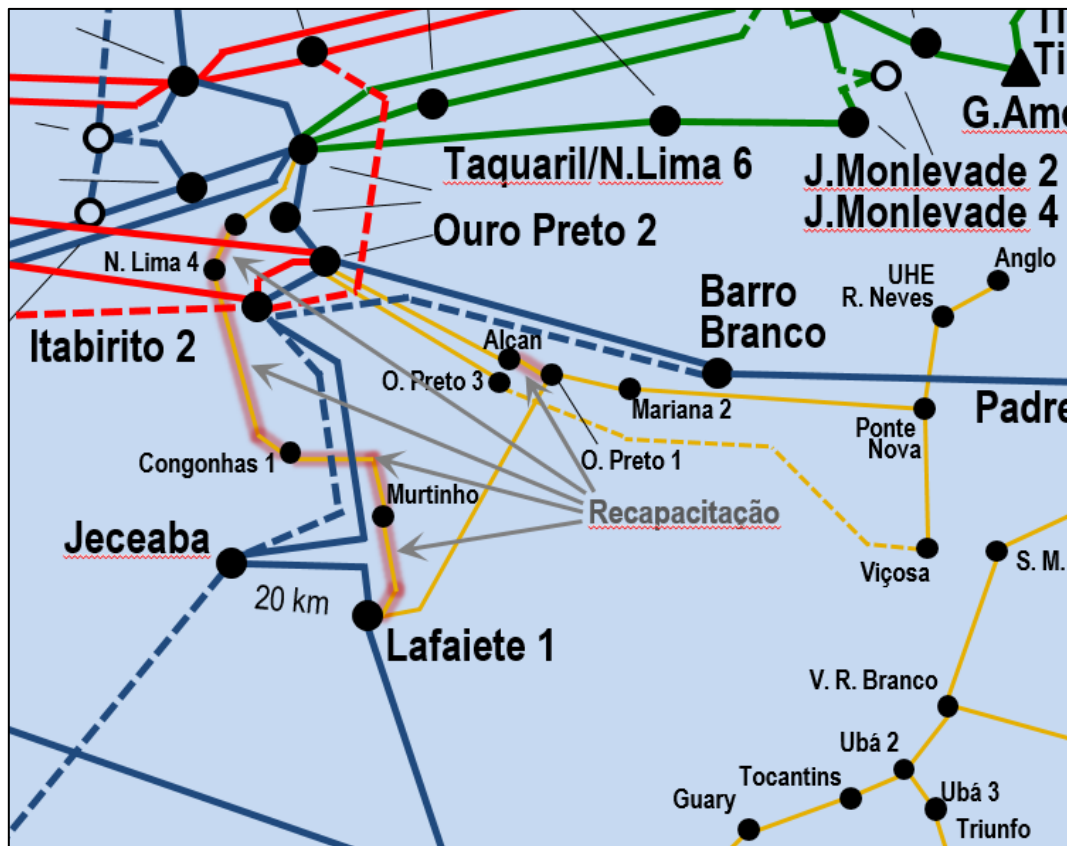 Ti
G.Ame
Taquaril/N.Lima 6
J.Monlevade 2
J.Monlevade 4
Ouro Preto 2
N. Lima 4
Anglo
UHE
R. Neves
Barro
Branco
Itabirito 2
Alcan
O. Preto 3
Mariana 2
Padre
Ponte
Nova
Congonhas 1
O. Preto 1
Murtinho
Recapacitação
Jeceaba
Viçosa
S. M.
20 km
Lafaiete 1
V. R. Branco
Ubá 2
Tocantins
Guary
Ubá 3
Triunfo